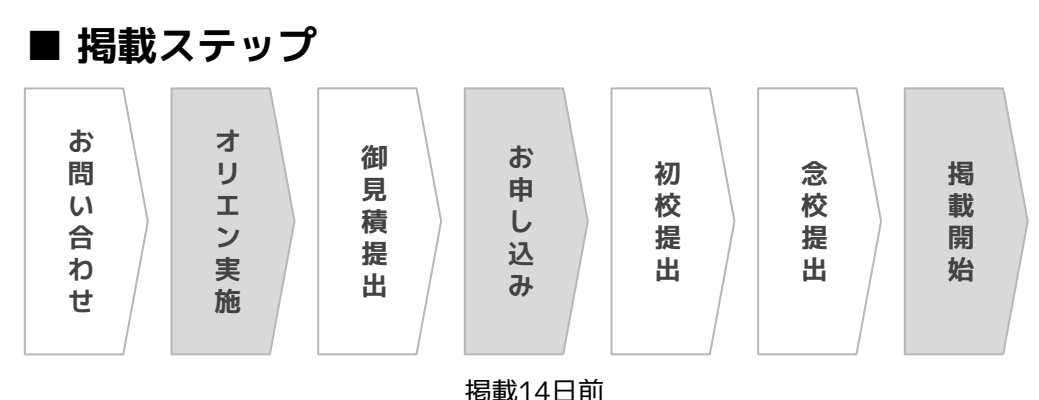 ■ 掲載ステップ
お問い合わせ
オリエン実施
御見積提出
お申し込み
初校提出
念校提出
掲載開始
掲載14日前